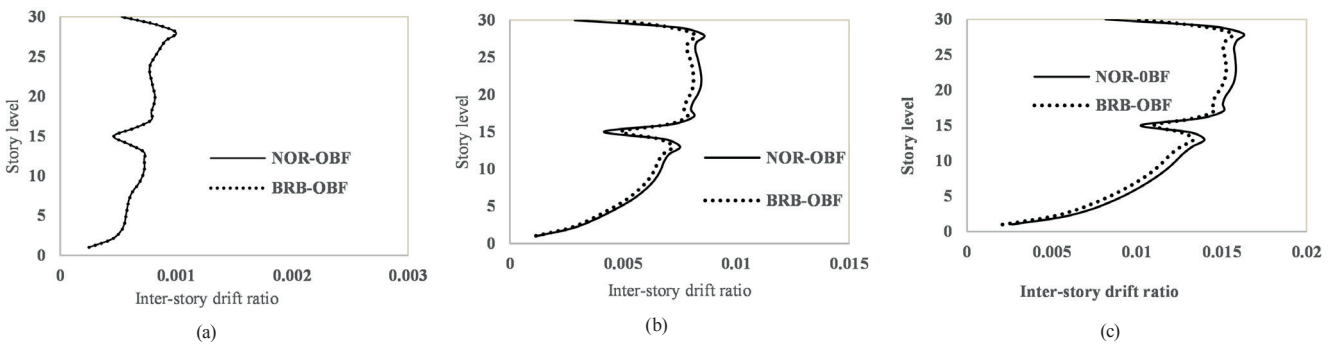 30
25
20
15
10
5
0
Story level
NOR-OBF
BRB-OBF
0
0.001
0.002
0.003
Inter-story drift ratio
(a)
30
25
20
15
10
5
0
Story level
NOR-OBF
BRB-OBF
0
0.005
0.01
0.015
Inter-story drift ratio
(b)
30
25
20
15
10
5
0
Story level
NOR-0BF
BRB-OBF
0
0.005
0.01
0.015
0.02
Inter-story drift ratio
(c)